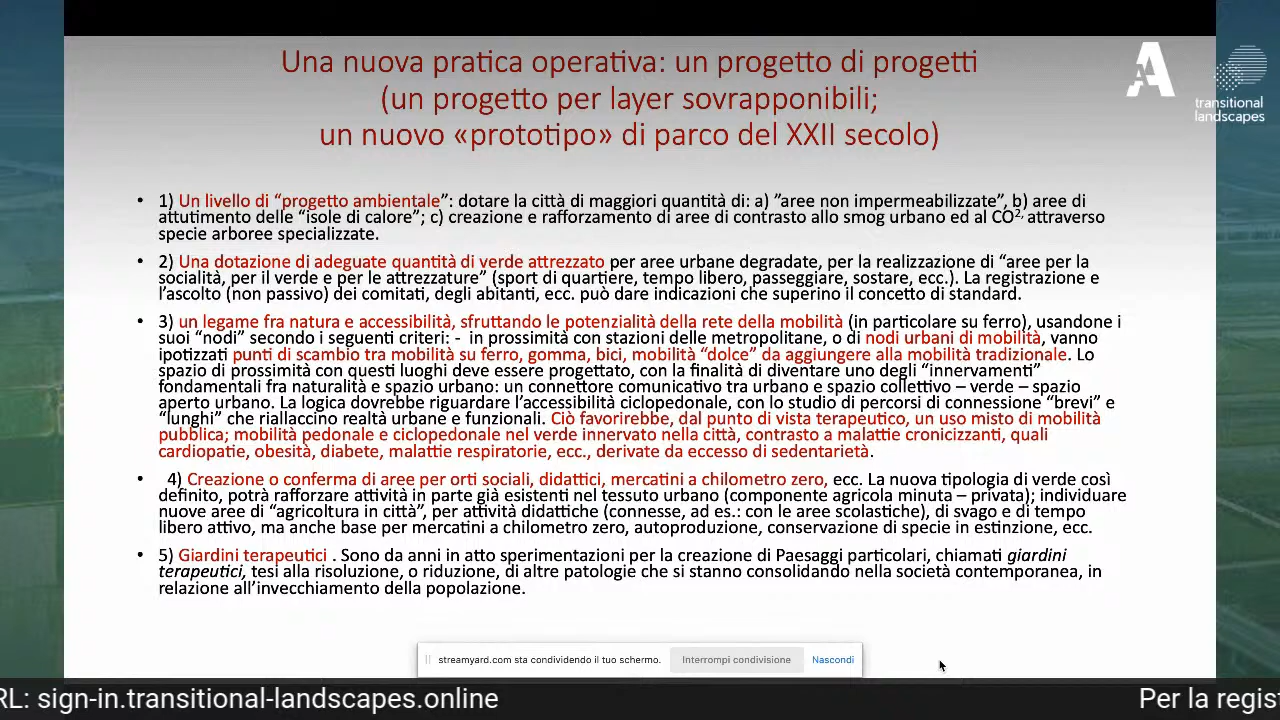 Una nuova pratica operativa: un progetto di progetti
(un progetto per layer sovrapponibili;
un nuovo «prototipo» di parco del XXII secolo)
A
transitional
landscapes
• 1) Un livello di “progetto ambientale”: dotare la città di maggiori quantità di: a) ”aree non impermeabilizzate”, b) aree di
attutimento delle “isole di calore”; c) creazione e rafforzamento di aree di contrasto allo smog urbano ed al CO2, attraverso
specie arboree specializzate.
• 2) Una dotazione di adeguate quantità di verde attrezzato per aree urbane degradate, per la realizzazione di “aree per la
socialità, per il verde e per le attrezzature” (sport di quartiere, tempo libero, passeggiare, sostare, ecc.). La registrazione e
l’ascolto (non passivo) dei comitati, degli abitanti, ecc. può dare indicazioni che superino il concetto di standard.
• 3) un legame fra natura e accessibilità, sfruttando le potenzialità della rete della mobilità (in particolare su ferro), usandone i
suoi “nodi” secondo i seguenti criteri: - in prossimità con stazioni delle metropolitane, o di nodi urbani di mobilità, vanno
ipotizzati punti di scambio tra mobilità su ferro, gomma, bici, mobilità “dolce” da aggiungere alla mobilità tradizionale. Lo
spazio di prossimità con questi luoghi deve essere progettato, con la finalità di diventare uno degli “innervamenti”
fondamentali fra naturalità e spazio urbano: un connettore comunicativo tra urbano e spazio collettivo – verde – spazio
aperto urbano. La logica dovrebbe riguardare l’accessibilità ciclopedonale, con lo studio di percorsi di connessione “brevi” e
“lunghi” che riallaccino realtà urbane e funzionali. Ciò favorirebbe, dal punto di vista terapeutico, un uso misto di mobilità
pubblica; mobilità pedonale e ciclopedonale nel verde innervato nella città, contrasto a malattie cronicizzanti, quali
cardiopatie, obesità, diabete, malattie respiratorie, ecc., derivate da eccesso di sedentarietà.
• 4) Creazione o conferma di aree per orti sociali, didattici, mercatini a chilometro zero, ecc. La nuova tipologia di verde così
definito, potrà rafforzare attività in parte già esistenti nel tessuto urbano (componente agricola minuta – privata); individuare
nuove aree di “agricoltura in città”, per attività didattiche (connesse, ad es.: con le aree scolastiche), di svago e di tempo
libero attivo, ma anche base per mercatini a chilometro zero, autoproduzione, conservazione di specie in estinzione, ecc.
• 5) Giardini terapeutici . Sono da anni in atto sperimentazioni per la creazione di Paesaggi particolari, chiamati giardini
terapeutici, tesi alla risoluzione, o riduzione, di altre patologie che si stanno consolidando nella società contemporanea, in
relazione all’invecchiamento della popolazione.
streamyard.com sta condividendo il tuo schermo. Interrompi condivisione Nascondi
RL: sign-in.transitional-landscapes.online Per la regis